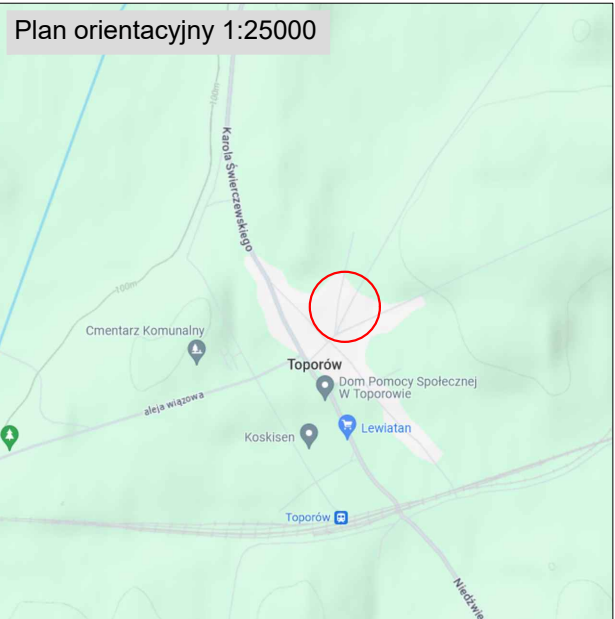 Plan orientacyjny 1:25000
-100m
Karola Świerczewskiego
-100m
Cmentarz Komunalny
Toporów
Dom Pomocy Społecznej
W Toporowie
aleja wiązowa
Lewiatan
Koskisen
Toporów
Niedźwie